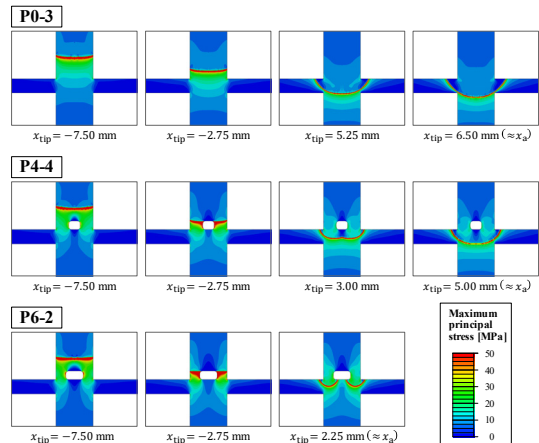 P0-3
x_tip = −7.50 mm
x_tip = −2.75 mm
x_tip = 5.25 mm
x_tip = 6.50 mm (≈x_a)
P4-4
x_tip = −7.50 mm
x_tip = −2.75 mm
x_tip = 3.00 mm
x_tip = 5.00 mm (≈x_a)
P6-2
x_tip = −7.50 mm
x_tip = −2.75 mm
x_tip = 2.25 mm (≈x_a)
Maximum
principal
stress [MPa]
50
40
30
20
10
0